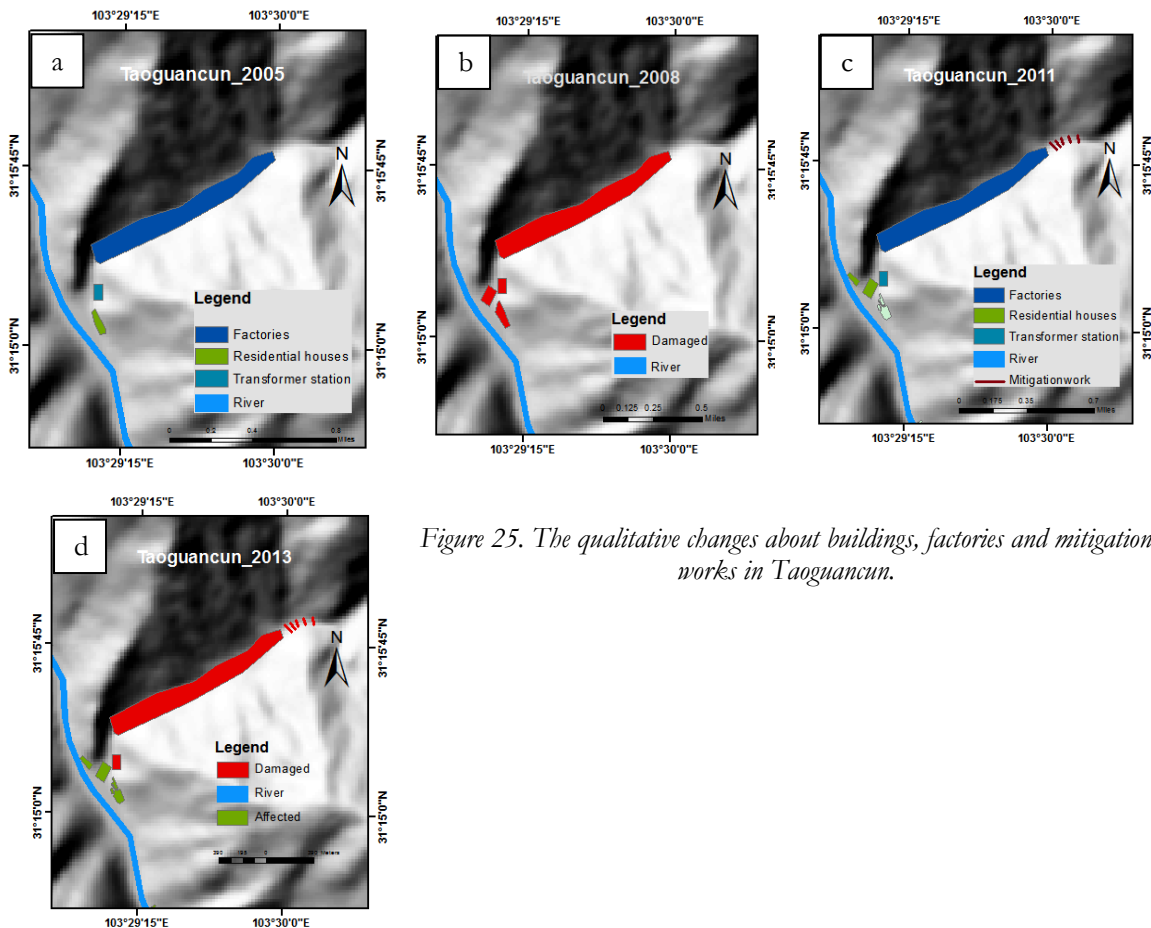 103°29'15"E 103°30'0"E
a
Taoguancun_2005
31°15'45"N
31°15'45"N
N
31°15'0"N
31°15'0"N
Legend
Factories
Residential houses
Transformer station
River
0 0.2 0.4 0.8
Miles
103°29'15"E 103°30'0"E
103°29'15"E 103°30'0"E
b
Taoguancun_2008
31°15'45"N
31°15'45"N
N
31°15'0"N
31°15'0"N
Legend
Damaged
River
0 0.125 0.25 0.5
Miles
103°29'15"E 103°30'0"E
103°29'15"E 103°30'0"E
c
Taoguancun_2011
31°15'45"N
31°15'45"N
N
31°15'0"N
31°15'0"N
Legend
Factories
Residential houses
Transformer station
River
Mitigationwork
0 0.175 0.35 0.7
Miles
103°29'15"E 103°30'0"E
103°29'15"E 103°30'0"E
d
Taoguancun_2013
31°15'45"N
31°15'45"N
N
31°15'0"N
31°15'0"N
Legend
Damaged
River
Affected
0
Meters
103°29'15"E 103°30'0"E
Figure 25. The qualitative changes about buildings, factories and mitigation
works in Taoguancun.